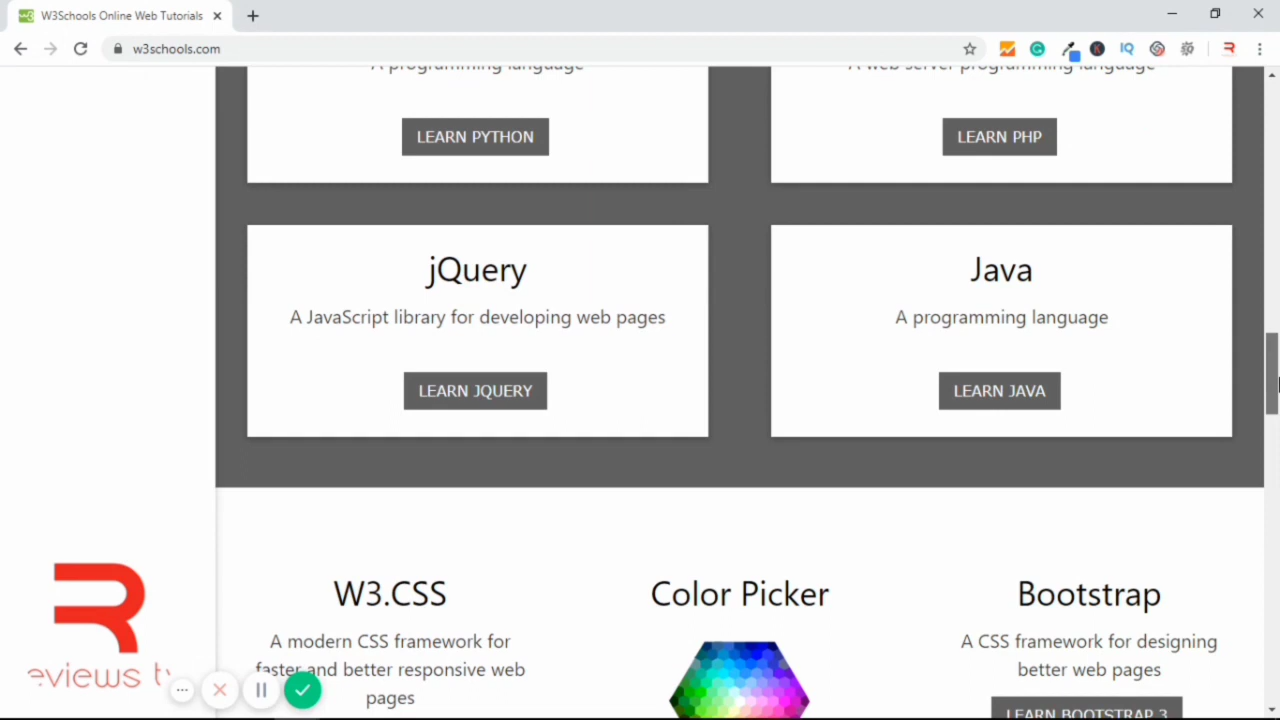 W3Schools Online Web Tutorials
w3schools.com
A programming language
A web server programming language
LEARN PYTHON
LEARN PHP
jQuery
Java
A JavaScript library for developing web pages
A programming language
LEARN JQUERY
LEARN JAVA
W3.CSS
Color Picker
Bootstrap
A modern CSS framework for
faster and better responsive web
pages
A CSS framework for designing
better web pages
LEARN BOOTSTRAP 3
R
eviews tv
IQ